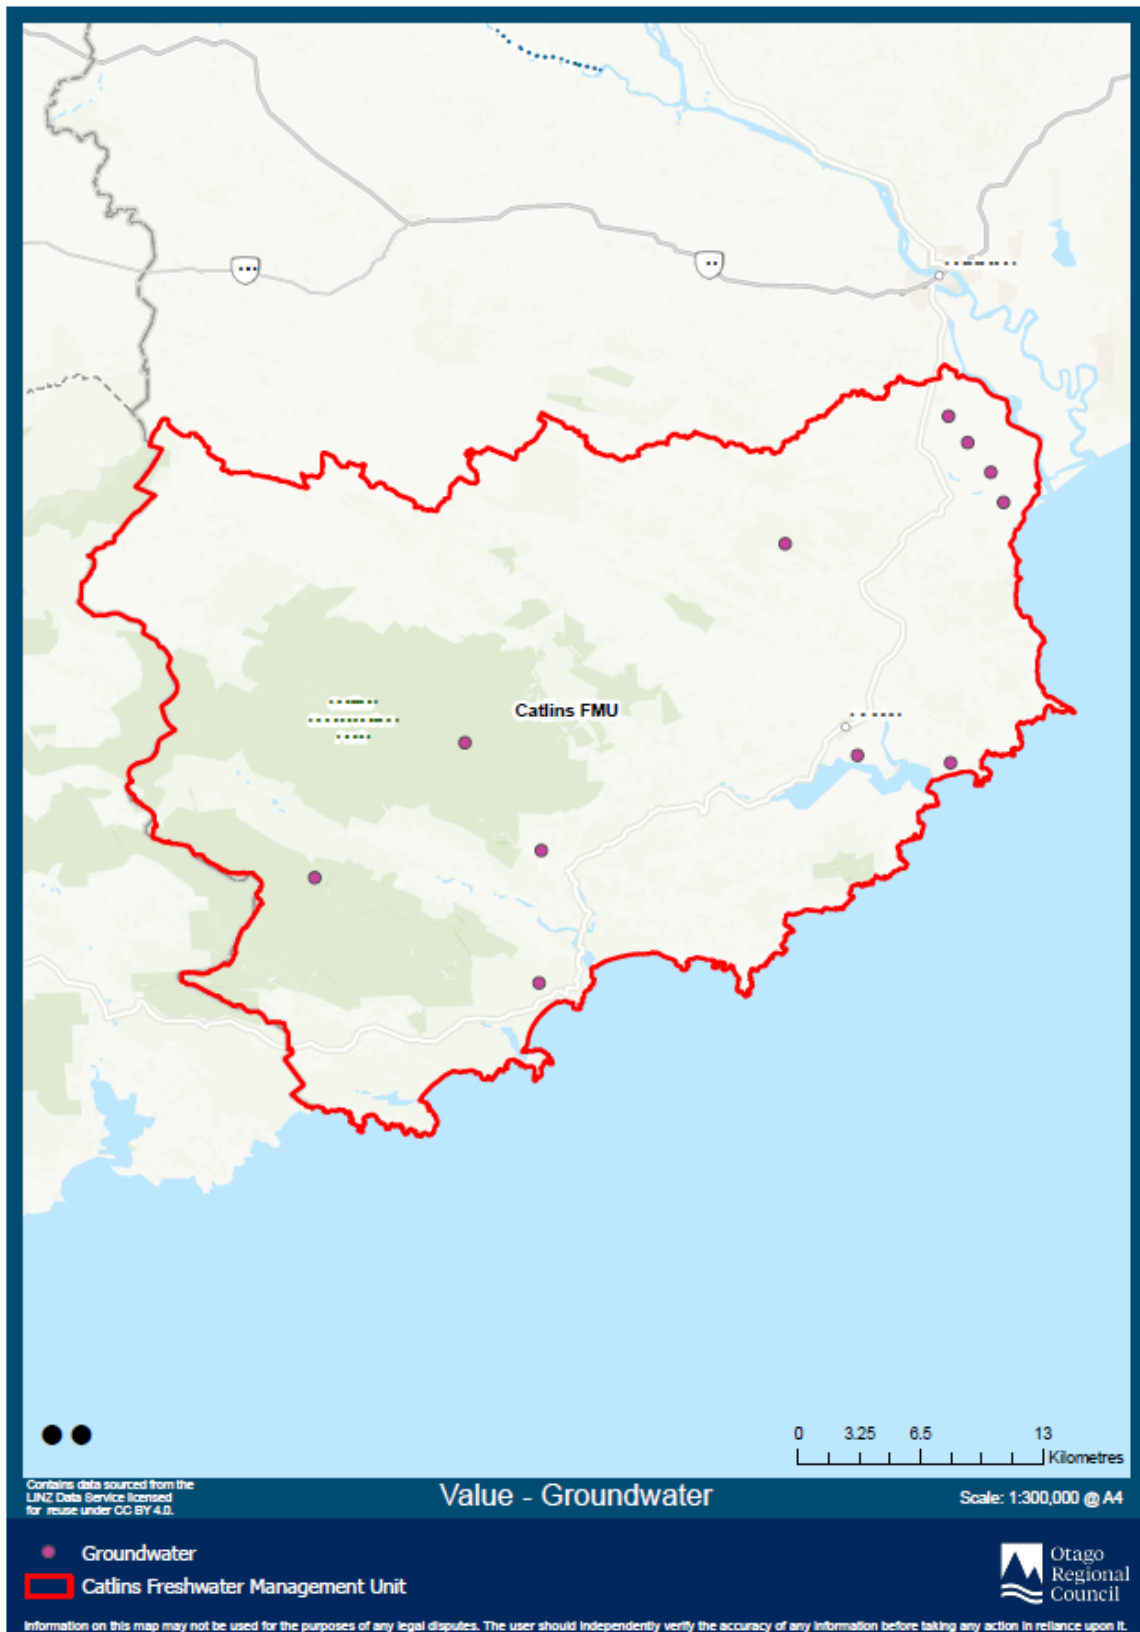 Catlins FMU
0 3.25 6.5 13
Kilometres
Contains data sourced from the
LINZ Data Service licensed
for reuse under CC BY 4.0.
Value - Groundwater
Scale: 1:300,000 @ A4
Groundwater
Catlins Freshwater Management Unit
Otago
Regional
Council
Information on this map may not be used for the purposes of any legal disputes. The user should independently verify the accuracy of any information before taking any action in reliance upon it.